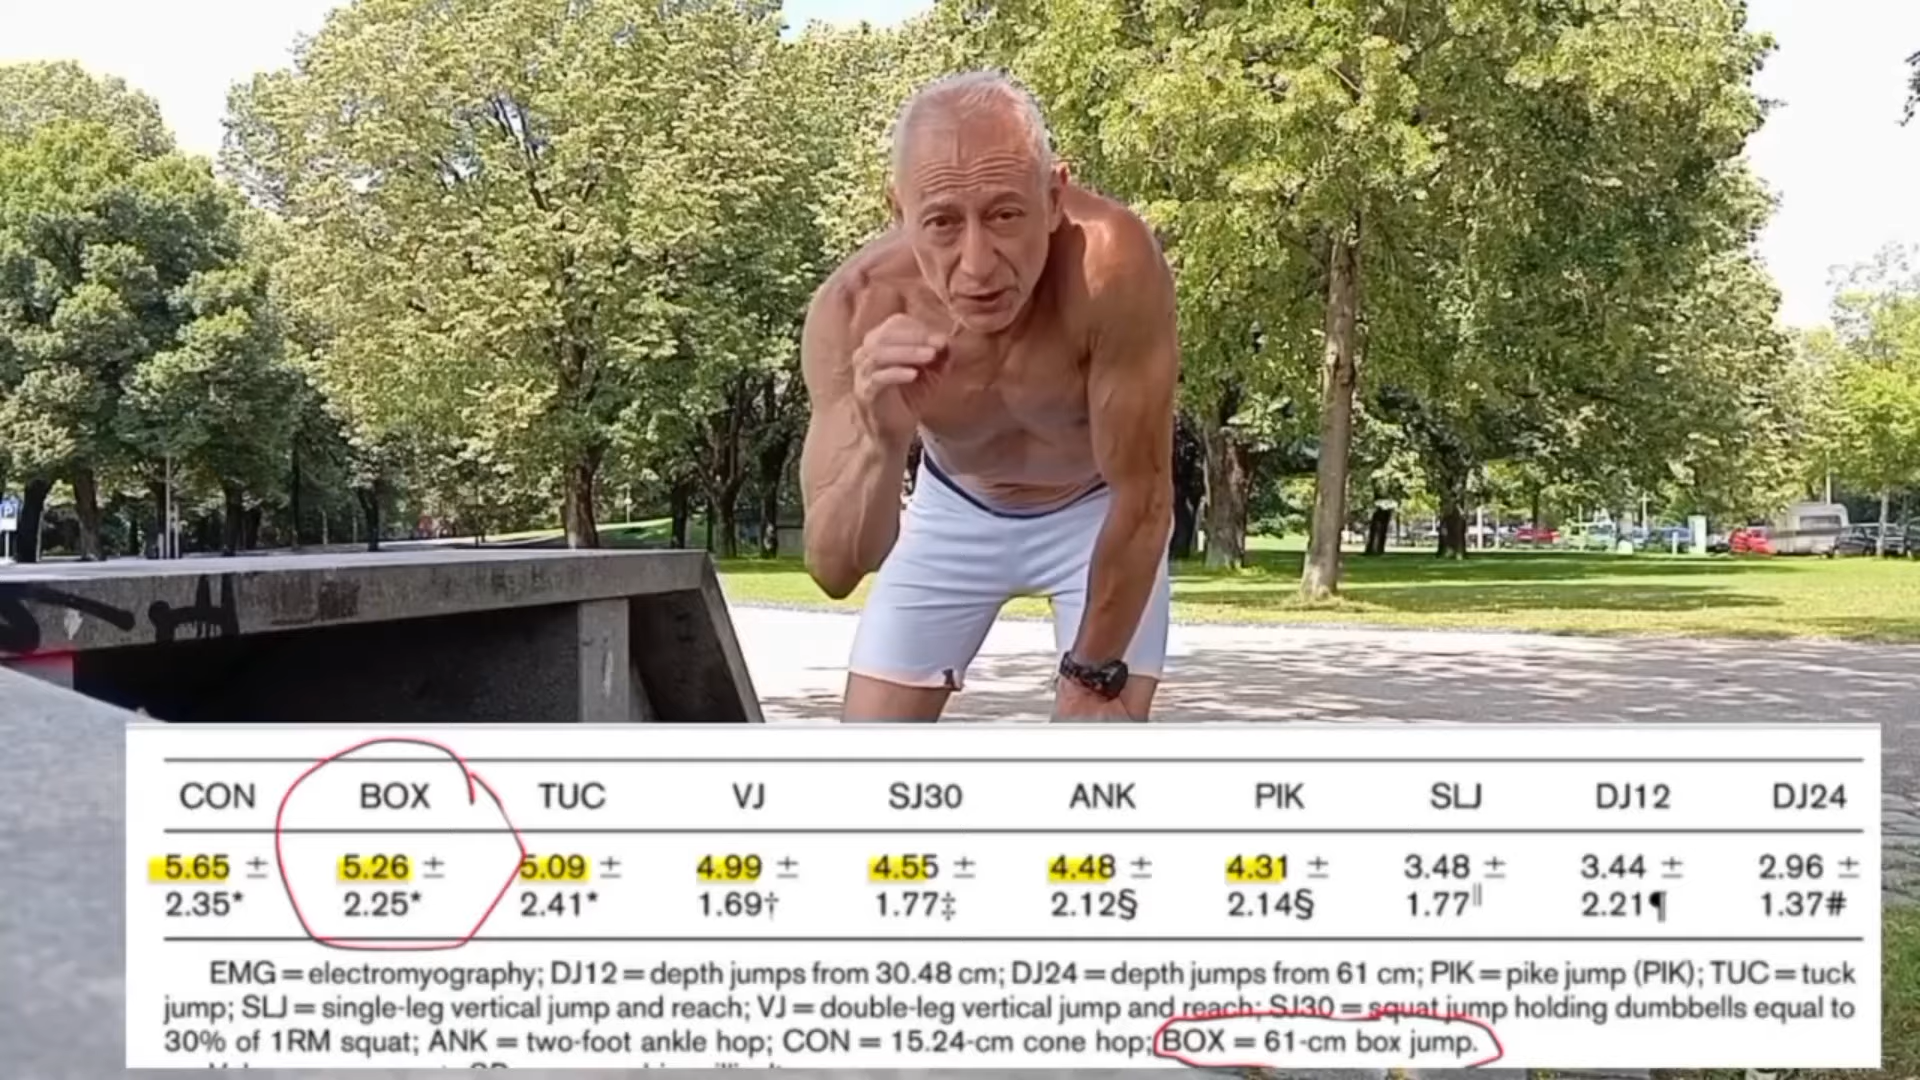 CON BOX TUC VJ SJ30 ANK PIK SLJ DJ12 DJ24
5.65 ± 5.26 ± 5.09 ± 4.99 ± 4.55 ± 4.48 ± 4.31 ± 3.48 ± 3.44 ± 2.96 ±
2.35* 2.25* 2.41* 1.69† 1.77‡ 2.12§ 2.14§ 1.77‖ 2.21¶ 1.37#
EMG = electromyography; DJ12 = depth jumps from 30.48 cm; DJ24 = depth jumps from 61 cm; PIK = pike jump (PIK); TUC = tuck
jump; SLJ = single-leg vertical jump and reach; VJ = double-leg vertical jump and reach; SJ30 = squat jump holding dumbbells equal to
30% of 1RM squat; ANK = two-foot ankle hop; CON = 15.24-cm cone hop; BOX = 61-cm box jump.